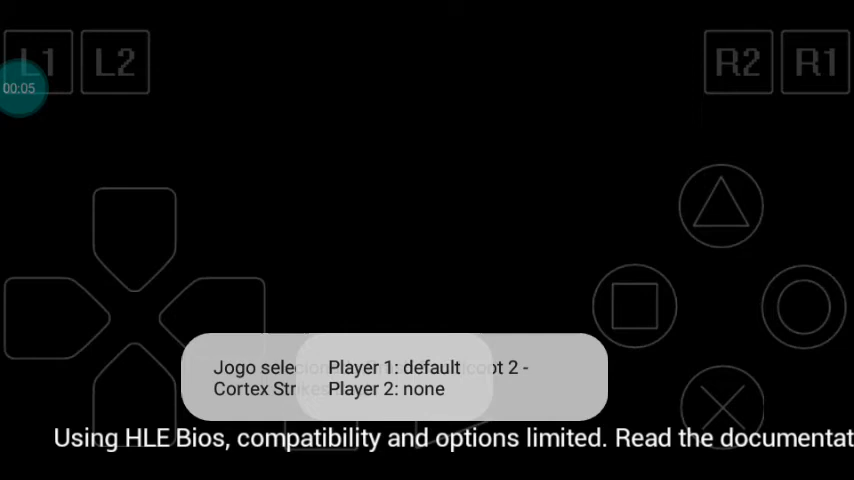 L1 L2 R2 R1
00:05
Jogo selec
coot 2 -
Cortex Strikes
Player 1: default
Player 2: none
Using HLE Bios, compatibility and options limited. Read the documentat